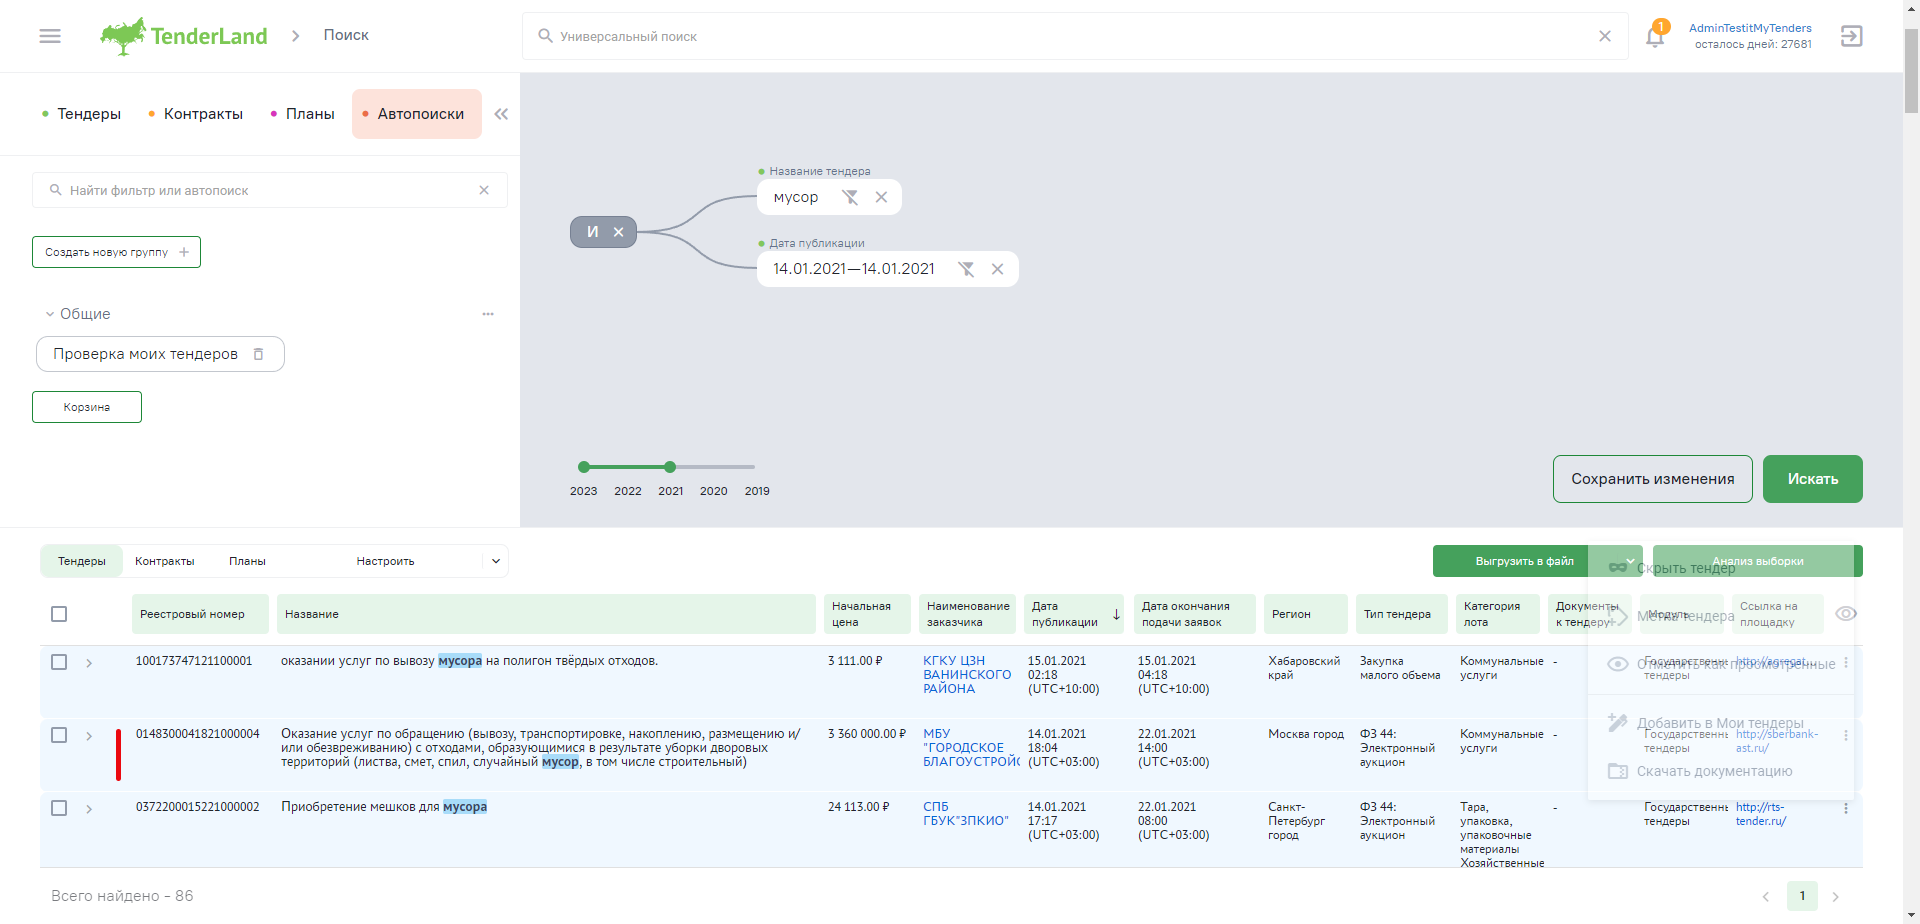 TenderLand
Поиск
Универсальный поиск
1
AdminTestitMyTenders
осталось дней: 27681
Тендеры
Контракты
Планы
Автопоиски
Найти фильтр или автопоиск
Создать новую группу
Общие
Проверка моих тендеров
Корзина
И
Название тендера
мусор
Дата публикации
14.01.2021—14.01.2021
2023 2022 2021 2020 2019
Сохранить изменения
Искать
Тендеры Контракты Планы Настроить
Выгрузить в файл
Анализ выборки
Скрыть тендер
Метка тендера
Отметить как просмотренные
Добавить в Мои тендеры
Скачать документацию
Реестровый номер
Название
Начальная
цена
Наименование
заказчика
Дата
публикации
Дата окончания
подачи заявок
Регион
Тип тендера
Категория
лота
Документы
к тендеру
Модуль
Ссылка на
площадку
100173747121100001
оказании услуг по вывозу мусора на полигон твёрдых отходов.
3 111.00 ₽
КГКУ ЦЗН
ВАНИНСКОГО
РАЙОНА
15.01.2021
02:18
(UTC+10:00)
15.01.2021
04:18
(UTC+10:00)
Хабаровский
край
Закупка
малого объема
Коммунальные
услуги
-
Государственны
тендеры
0148300041821000004
Оказание услуг по обращению (вывозу, транспортировке, накоплению, размещению и/
или обезвреживанию) с отходами, образующимися в результате уборки дворовых
территорий (листва, смет, спил, случайный мусор, в том числе строительный)
3 360 000.00 ₽
МБУ
"ГОРОДСКОЕ
БЛАГОУСТРОЙС
14.01.2021
18:04
(UTC+03:00)
22.01.2021
14:00
(UTC+03:00)
Москва город
ФЗ 44:
Электронный
аукцион
Коммунальные
услуги
-
Государственны
тендеры
http://sberbank-
ast.ru/
0372200015221000002
Приобретение мешков для мусора
24 113.00 ₽
СПБ
ГБУК"ЗПКИО"
14.01.2021
17:17
(UTC+03:00)
22.01.2021
08:00
(UTC+03:00)
Санкт-
Петербург
город
ФЗ 44:
Электронный
аукцион
Тара,
упаковка,
упаковочные
материалы
Хозяйственные
-
Государственны
тендеры
http://rts-
tender.ru/
Всего найдено - 86
1